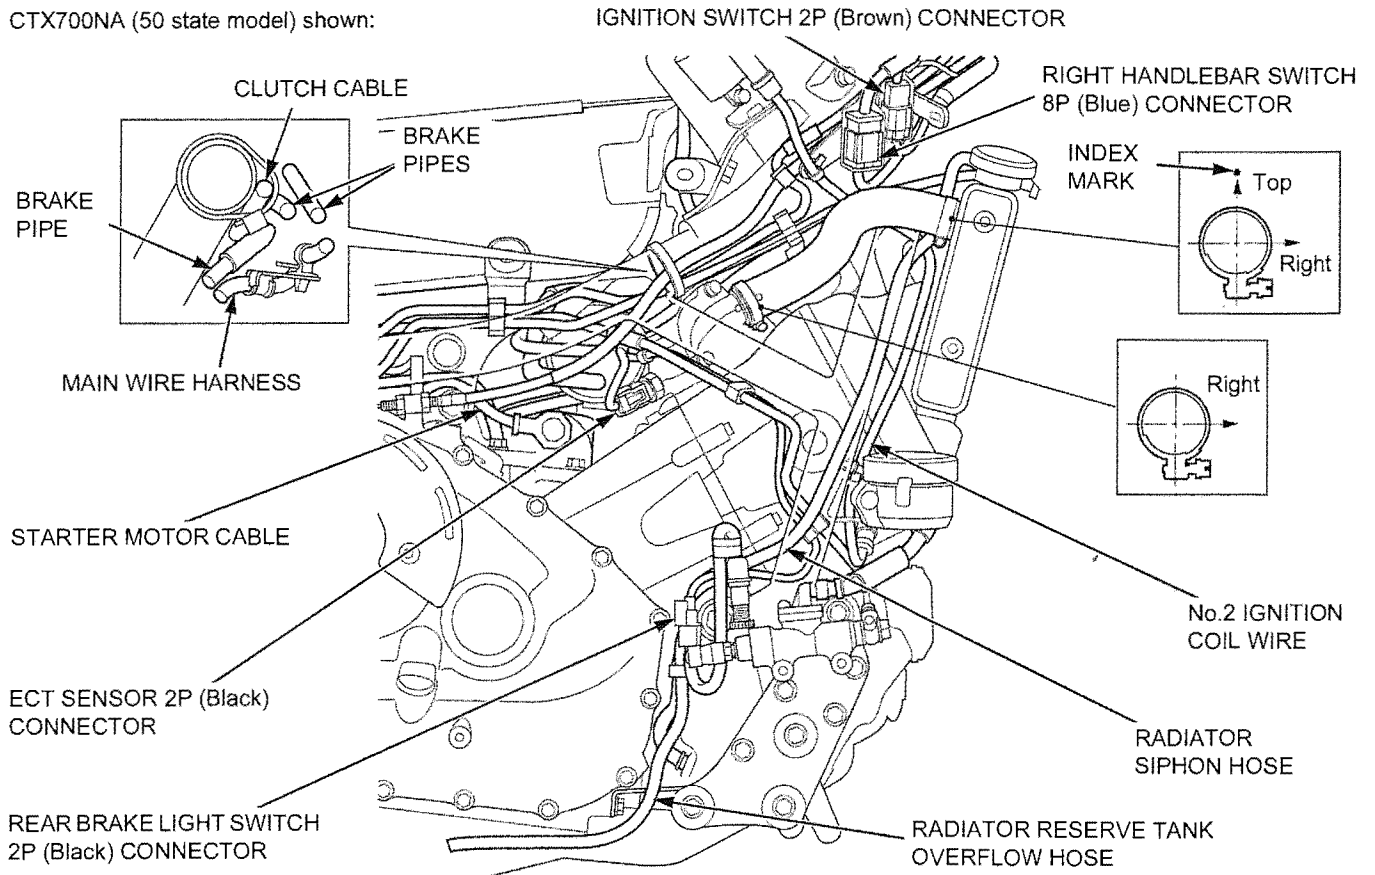 CTX700NA (50 state model) shown:
IGNITION SWITCH 2P (Brown) CONNECTOR
RIGHT HANDLEBAR SWITCH
8P (Blue) CONNECTOR
CLUTCH CABLE
BRAKE
PIPES
BRAKE
PIPE
INDEX
MARK
Top
Right
MAIN WIRE HARNESS
Right
STARTER MOTOR CABLE
No.2 IGNITION
COIL WIRE
ECT SENSOR 2P (Black)
CONNECTOR
RADIATOR
SIPHON HOSE
REAR BRAKE LIGHT SWITCH
2P (Black) CONNECTOR
RADIATOR RESERVE TANK
OVERFLOW HOSE